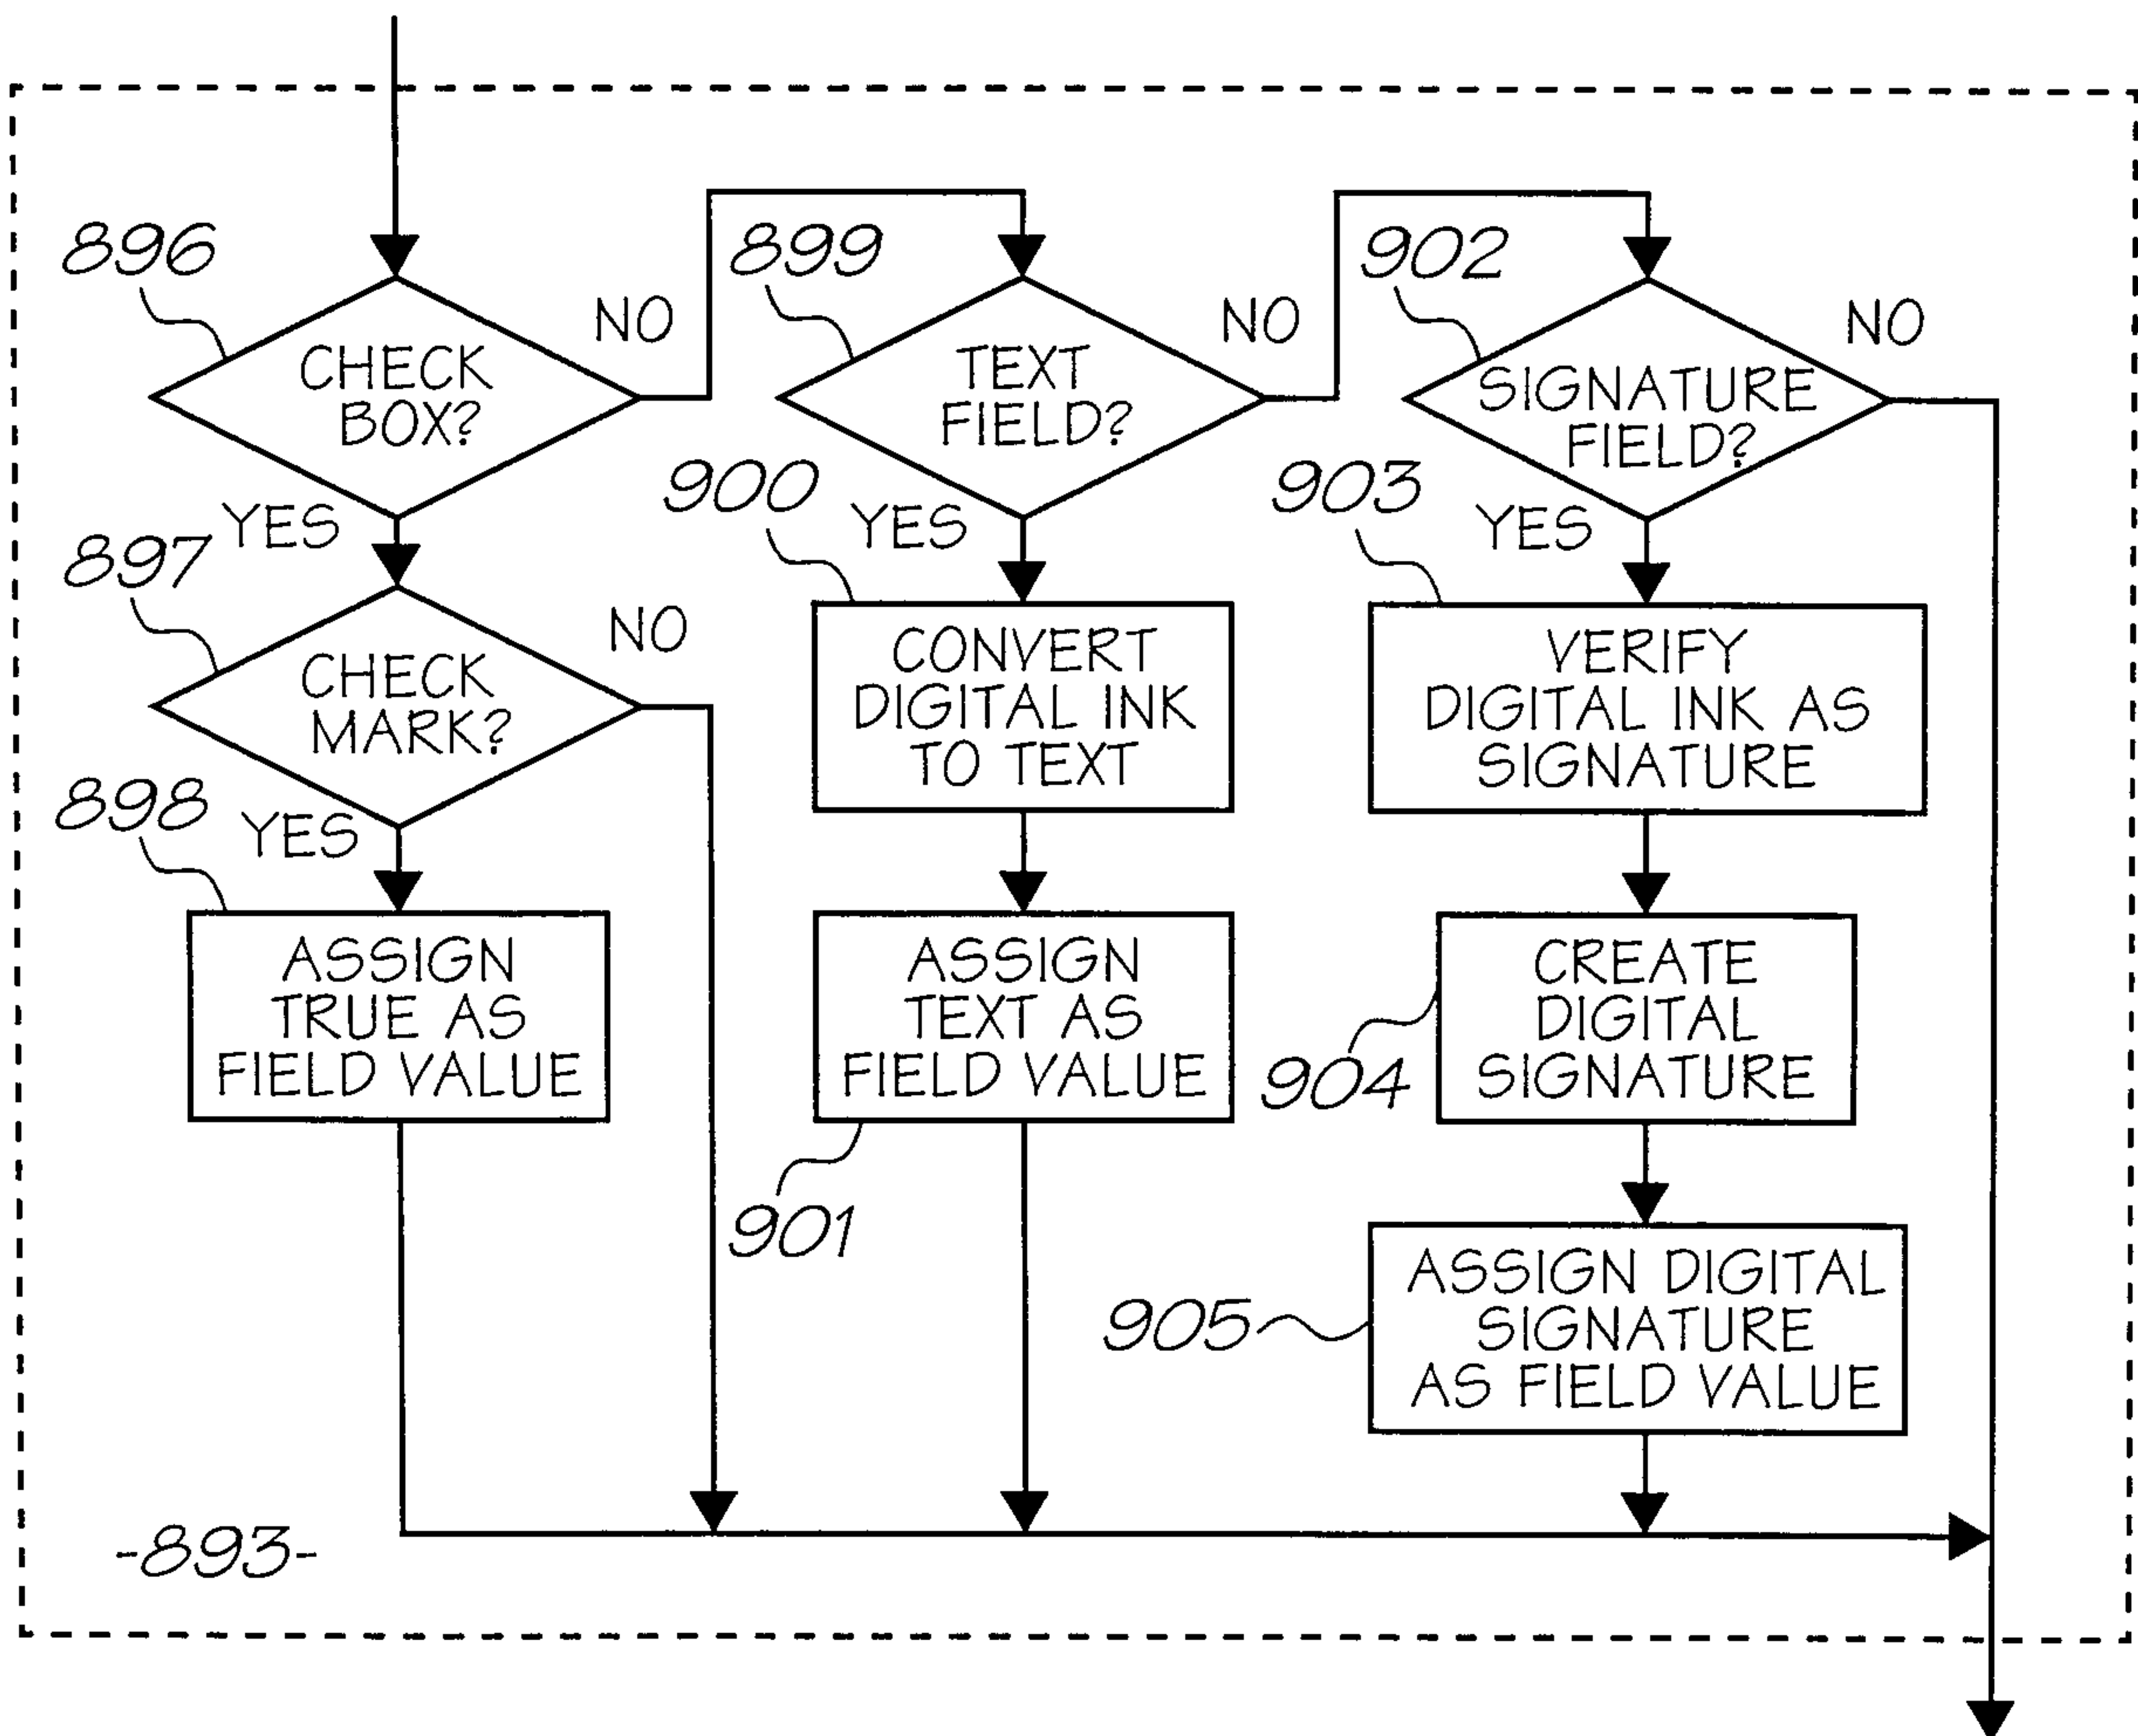 896
CHECK
BOX?
NO
YES
897
CHECK
MARK?
NO
YES
898
ASSIGN
TRUE AS
FIELD VALUE
899
TEXT
FIELD?
NO
YES
900
CONVERT
DIGITAL INK
TO TEXT
ASSIGN
TEXT AS
FIELD VALUE
901
902
SIGNATURE
FIELD?
NO
YES
903
VERIFY
DIGITAL INK AS
SIGNATURE
CREATE
DIGITAL
SIGNATURE
904
ASSIGN DIGITAL
SIGNATURE
AS FIELD VALUE
905
-893-